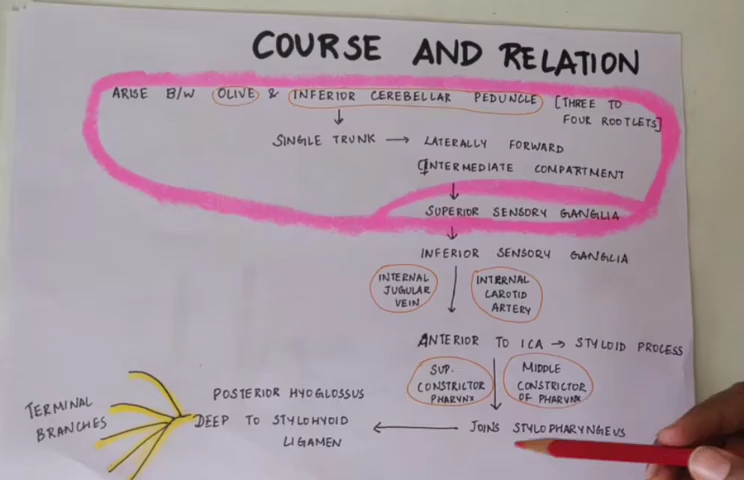 COURSE AND RELATION
ARISE B/W OLIVE & INFERIOR CEREBELLAR PEDUNCLE [THREE TO
FOUR ROOTLETS]
SINGLE TRUNK → LATERALLY FORWARD
[INTERMEDIATE COMPARTMENT
↓
SUPERIOR SENSORY GANGLIA
↓
INFERIOR SENSORY GANGLIA
INTERNAL
JUGULAR
VEIN
INTERNAL
CAROTID
ARTERY
ANTERIOR TO ICA → STYLOID PROCESS
SUP.
CONSTRICTOR
PHARYNX
MIDDLE
CONSTRICTOR
OF PHARYNX
JOINS STYLOPHARYNGEUS
POSTERIOR HYOGLOSSUS
DEEP TO STYLOHYOID
LIGAMEN
TERMINAL
BRANCHES